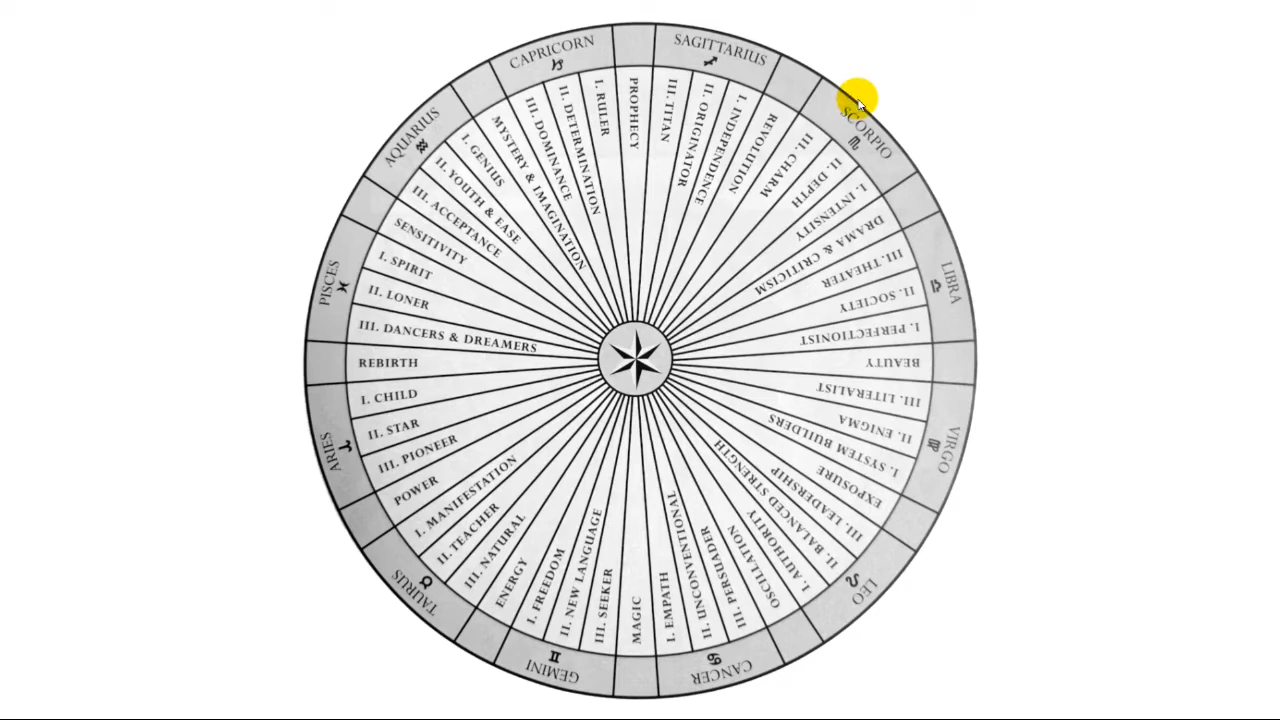 CAPRICORN
SAGITTARIUS
SCORPIO
LIBRA
VIRGO
LEO
CANCER
GEMINI
TAURUS
ARIES
PISCES
AQUARIUS
PROPHECY
III. TITAN
II. ORIGINATOR
I. INDEPENDENCE
REVOLUTION
III. CHARM
II. DEPTH
I. INTENSITY
DRAMA & CRITICISM
III. THEATER
II. SOCIETY
I. PERFECTIONIST
BEAUTY
III. LITERALIST
II. ENIGMA
I. SYSTEM BUILDERS
EXPOSURE
III. LEADERSHIP
II. BALANCED STRENGTH
I. AUTHORITY
OSCILLATION
III. PERSUADER
II. UNCONVENTIONAL
I. EMPATH
MAGIC
III. SEEKER
II. NEW LANGUAGE
I. FREEDOM
ENERGY
III. NATURAL
II. TEACHER
I. MANIFESTATION
POWER
III. PIONEER
II. STAR
I. CHILD
REBIRTH
III. DANCERS & DREAMERS
II. LONER
I. SPIRIT
SENSITIVITY
III. ACCEPTANCE
II. YOUTH & EASE
I. GENIUS
MYSTERY & IMAGINATION
III. DOMINANCE
II. DETERMINATION
I. RULER